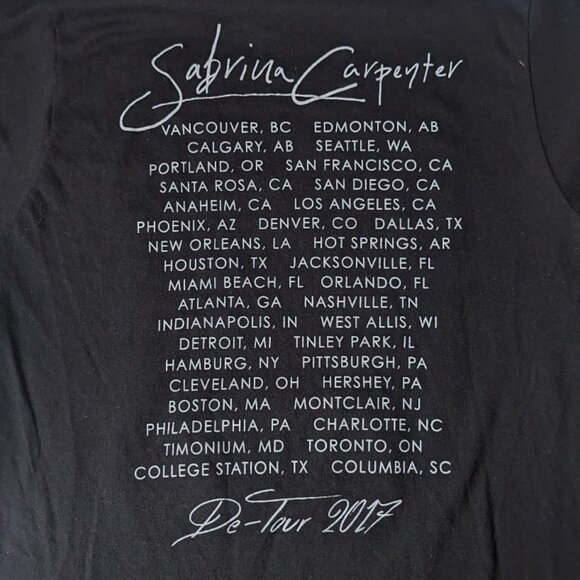 Sabrina Carpenter
VANCOUVER, BC EDMONTON, AB
CALGARY, AB SEATTLE, WA
PORTLAND, OR SAN FRANCISCO, CA
SANTA ROSA, CA SAN DIEGO, CA
ANAHEIM, CA LOS ANGELES, CA
PHOENIX, AZ DENVER, CO DALLAS, TX
NEW ORLEANS, LA HOT SPRINGS, AR
HOUSTON, TX JACKSONVILLE, FL
MIAMI BEACH, FL ORLANDO, FL
ATLANTA, GA NASHVILLE, TN
INDIANAPOLIS, IN WEST ALLIS, WI
DETROIT, MI TINLEY PARK, IL
HAMBURG, NY PITTSBURGH, PA
CLEVELAND, OH HERSHEY, PA
BOSTON, MA MONTCLAIR, NJ
PHILADELPHIA, PA CHARLOTTE, NC
TIMONIUM, MD TORONTO, ON
COLLEGE STATION, TX COLUMBIA, SC
De-Tour 2017